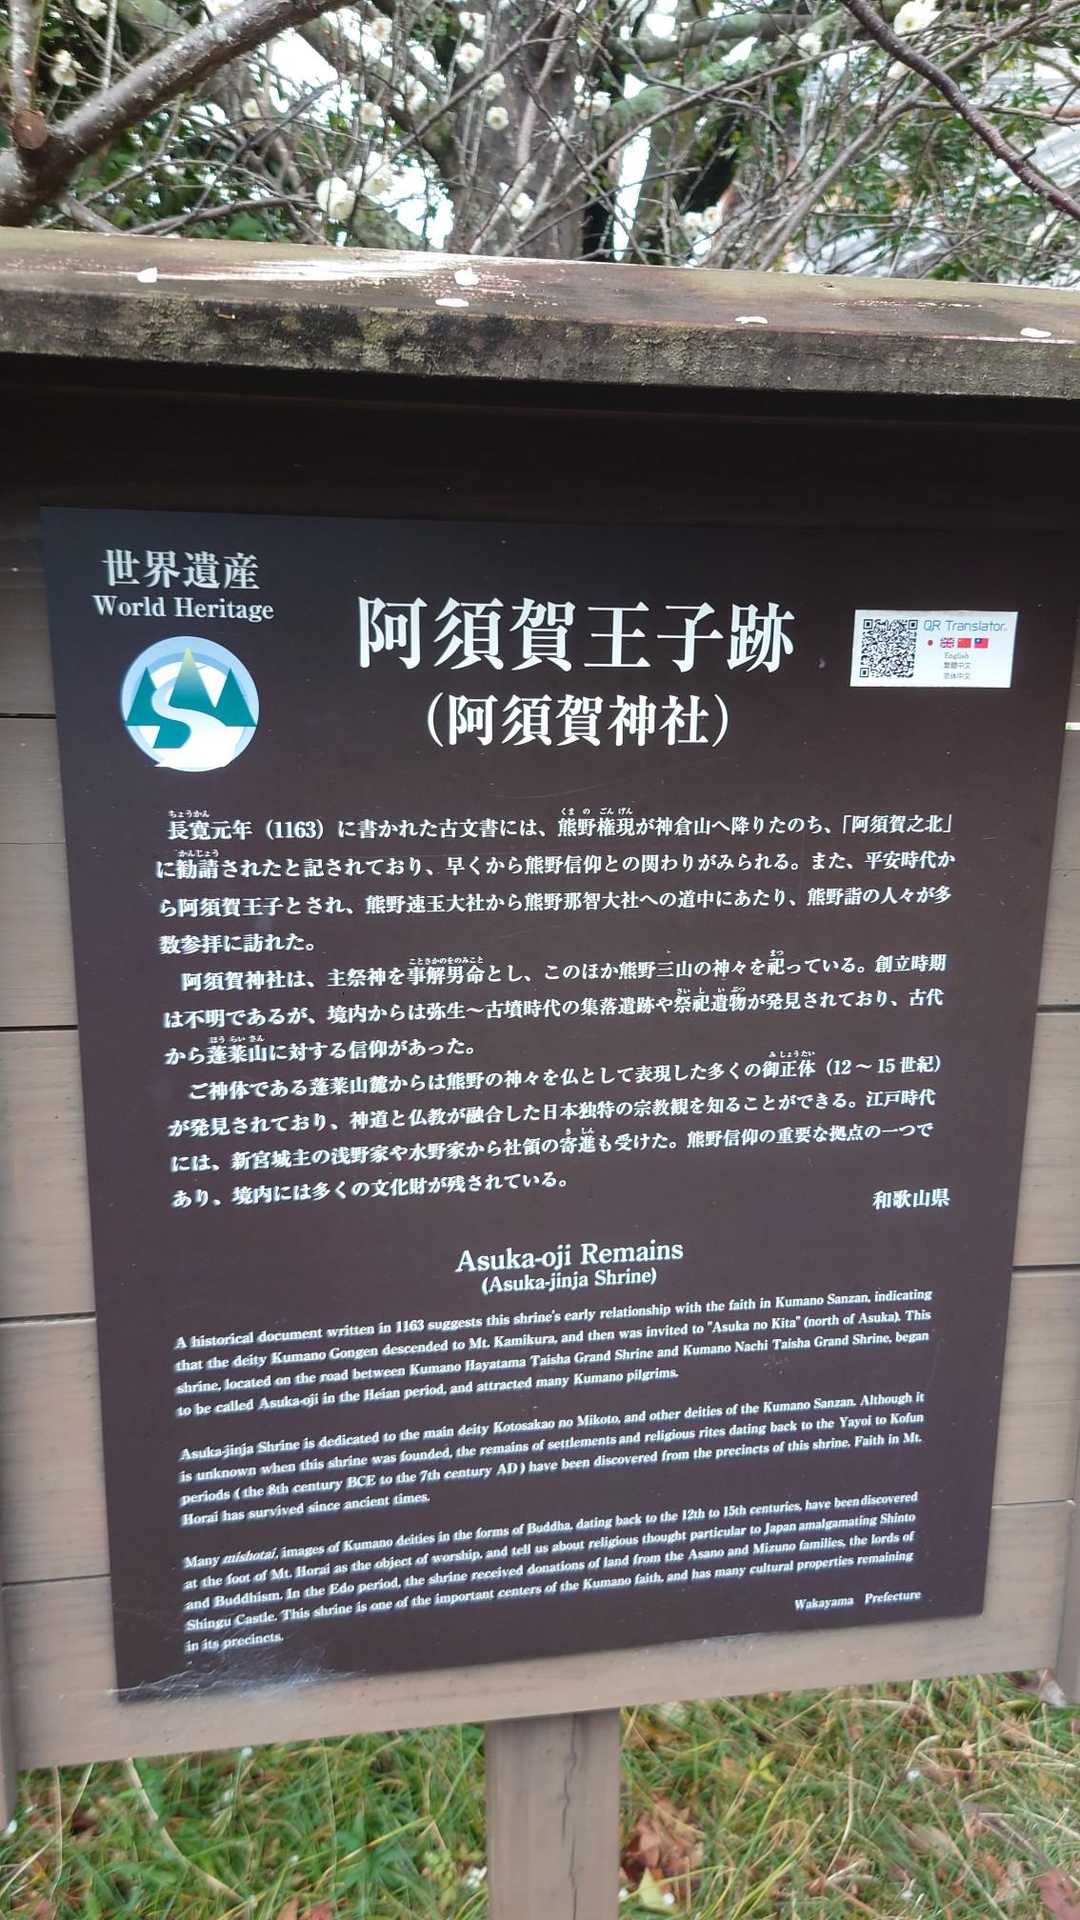 世界遺産
World Heritage
阿須賀王子跡
(阿須賀神社)
QR Translator
English
繁體中文
简体中文
長寛元年（1163）に書かれた古文書には、熊野権現が神倉山へ降りたのち、「阿須賀之北」
に勧請されたと記されており、早くから熊野信仰との関わりがみられる。また、平安時代か
ら阿須賀王子とされ、熊野速玉大社から熊野那智大社への道中にあたり、熊野詣の人々が多
数参拝に訪れた。
阿須賀神社は、主祭神を事解男命とし、このほか熊野三山の神々を祀っている。創立時期
は不明であるが、境内からは弥生～古墳時代の集落遺跡や祭祀遺物が発見されており、古代
から蓬莱山に対する信仰があった。
ご神体である蓬莱山麓からは熊野の神々を仏として表現した多くの御正体（12～15世紀）
が発見されており、神道と仏教が融合した日本独特の宗教観を知ることができる。江戸時代
には、新宮城主の浅野家や水野家から社領の寄進も受けた。熊野信仰の重要な拠点の一つで
あり、境内には多くの文化財が残されている。
和歌山県
Asuka-oji Remains
(Asuka-jinja Shrine)
A historical document written in 1163 suggests this shrine's early relationship with the faith in Kumano Sanzan, indicating
that the deity Kumano Gongen descended to Mt. Kamikura, and then was invited to "Asuka no Kita" (north of Asuka). This
shrine, located on the road between Kumano Hayatama Taisha Grand Shrine and Kumano Nachi Taisha Grand Shrine, began
to be called Asuka-oji in the Heian period, and attracted many Kumano pilgrims.
Asuka-jinja Shrine is dedicated to the main deity Kotosakao no Mikoto, and other deities of the Kumano Sanzan. Although it
is unknown when this shrine was founded, the remains of settlements and religious rites dating back to the Yayoi to Kofun
periods ( the 8th century BCE to the 7th century AD ) have been discovered from the precincts of this shrine. Faith in Mt.
Horai has survived since ancient times.
Many mishotai, images of Kumano deities in the forms of Buddha, dating back to the 12th to 15th centuries, have been discovered
at the foot of Mt. Horai as the object of worship, and tell us about religious thought particular to Japan amalgamating Shinto
and Buddhism. In the Edo period, the shrine received donations of land from the Asano and Mizuno families, the lords of
Shingu Castle. This shrine is one of the important centers of the Kumano faith, and has many cultural properties remaining
in its precincts.
Wakayama Prefecture